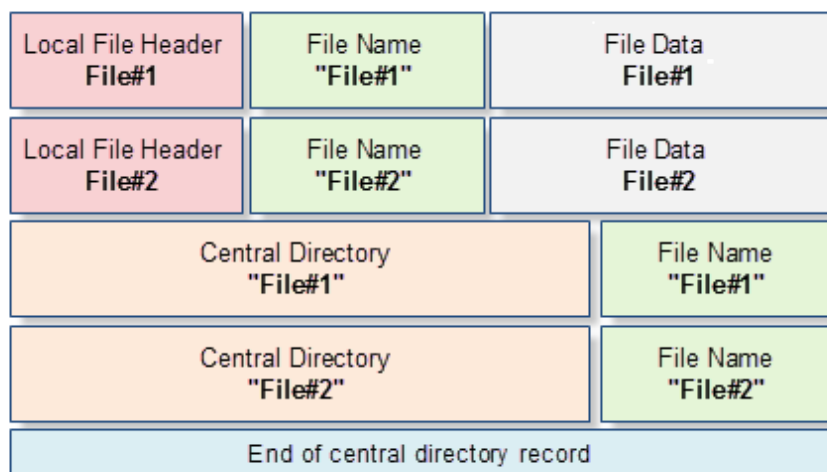 Local File Header
File#1
File Name
"File#1"
File Data
File#1
Local File Header
File#2
File Name
"File#2"
File Data
File#2
Central Directory
"File#1"
File Name
"File#1"
Central Directory
"File#2"
File Name
"File#2"
End of central directory record